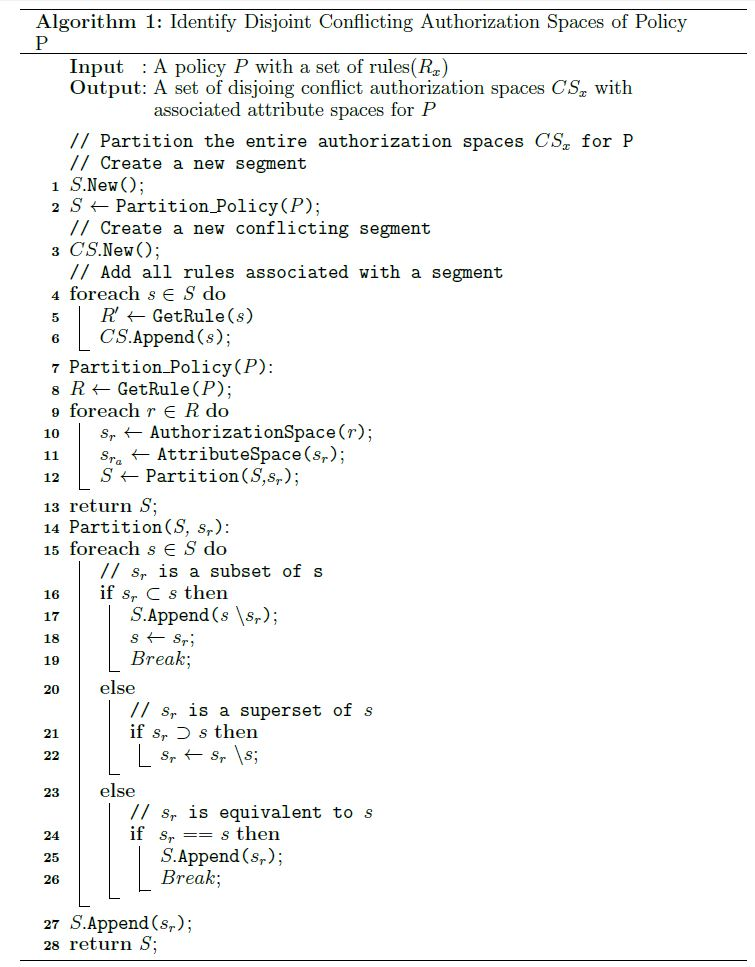 Algorithm 1: Identify Disjoint Conflicting Authorization Spaces of Policy
P
Input : A policy P with a set of rules(Rₓ)
Output: A set of disjoing conflict authorization spaces CSₓ with
associated attribute spaces for P
// Partition the entire authorization spaces CSₓ for P
// Create a new segment
1 S.New();
2 S ← Partition_Policy(P);
// Create a new conflicting segment
3 CS.New();
// Add all rules associated with a segment
4 foreach s ∈ S do
5 R′ ← GetRule(s)
6 CS.Append(s);
7 Partition_Policy(P):
8 R ← GetRule(P);
9 foreach r ∈ R do
10 s_r ← AuthorizationSpace(r);
11 s_{r_a} ← AttributeSpace(s_r);
12 S ← Partition(S,s_r);
13 return S;
14 Partition(S, s_r):
15 foreach s ∈ S do
// s_r is a subset of s
16 if s_r ⊂ s then
17 S.Append(s \s_r);
18 s ← s_r;
19 Break;
20 else
// s_r is a superset of s
21 if s_r ⊃ s then
22 s_r ← s_r \s;
23 else
// s_r is equivalent to s
24 if s_r == s then
25 S.Append(s_r);
26 Break;
27 S.Append(s_r);
28 return S;